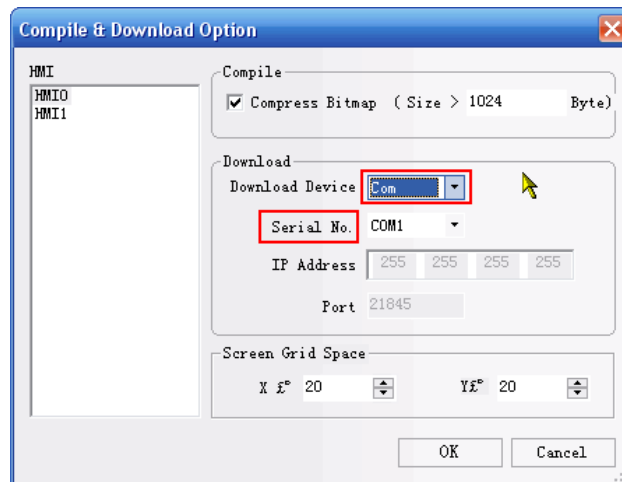 Compile & Download Option
HMI
HMI0
HMI1
Compile
Compress Bitmap ( Size > 1024 Byte)
Download
Download Device Com
Serial No. COM1
IP Address 255 255 255 255
Port 21845
Screen Grid Space
X £º 20 Y£º 20
OK Cancel